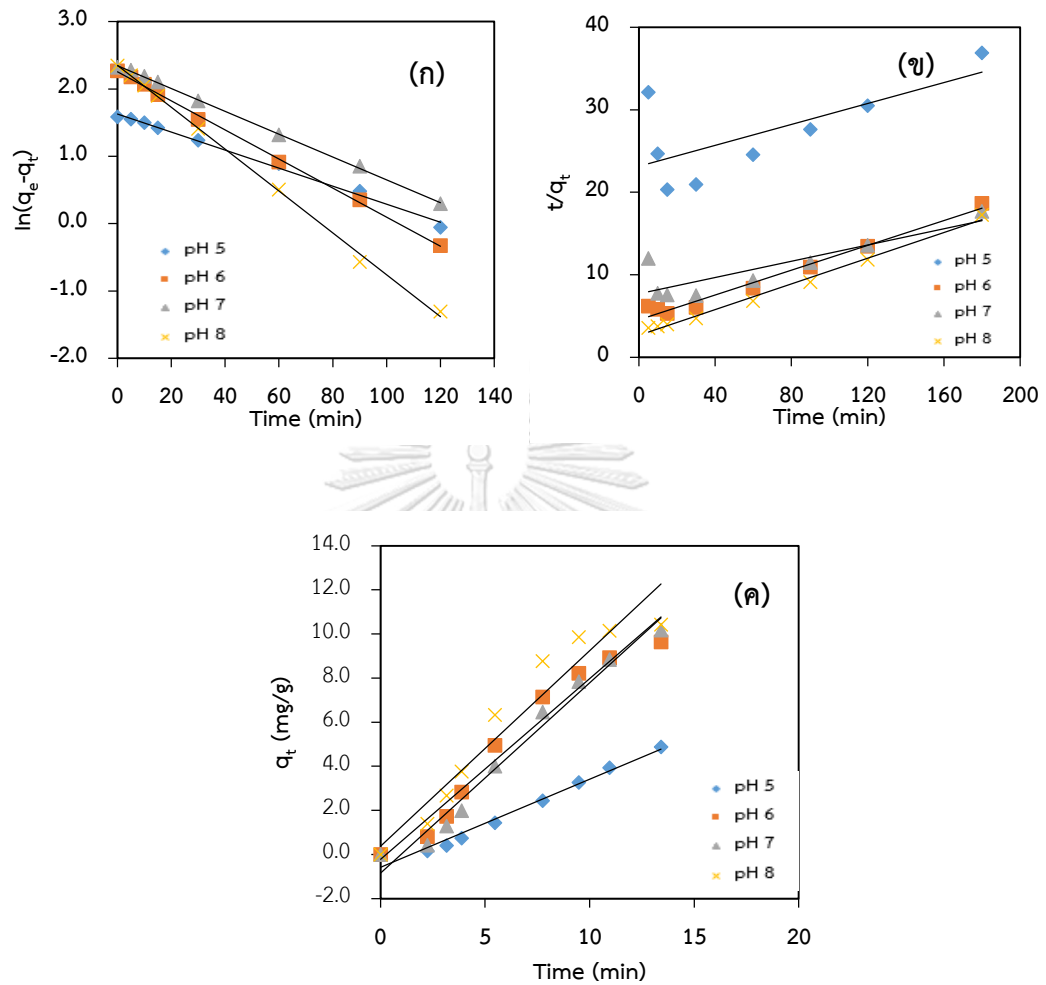 (ก)
3.0
2.0
1.0
0.0
-1.0
-2.0
ln(qe-qt)
pH 5
pH 6
pH 7
pH 8
0 20 40 60 80 100 120 140
Time (min)
(ข)
40
30
20
10
0
t/qt
pH 5
pH 6
pH 7
pH 8
0 40 80 120 160 200
Time (min)
(ค)
14.0
12.0
10.0
8.0
6.0
4.0
2.0
0.0
-2.0
qt (mg/g)
pH 5
pH 6
pH 7
pH 8
0 5 10 15 20
Time (min)